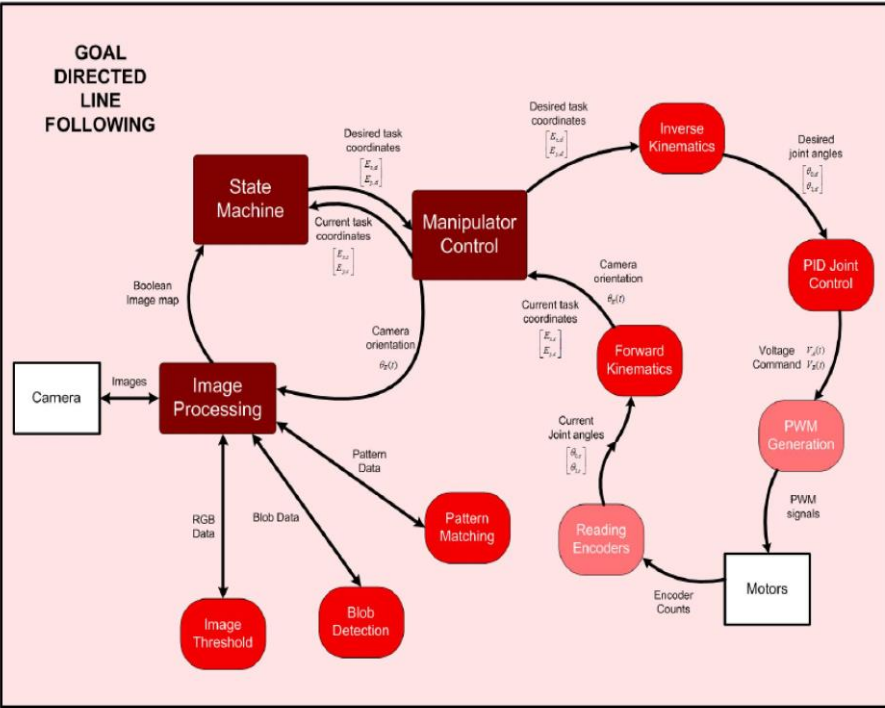 GOAL
DIRECTED
LINE
FOLLOWING
State
Machine
Desired task
coordinates
Current task
coordinates
Manipulator
Control
Desired task
coordinates
Inverse
Kinematics
Desired
joint angles
PID Joint
Control
Voltage
Command
PWM
Generation
PWM
signals
Motors
Encoder
Counts
Reading
Encoders
Current
Joint angles
Forward
Kinematics
Camera
orientation
Current task
coordinates
Camera
orientation
Boolean
Image map
Image
Processing
Images
Camera
RGB
Data
Blob Data
Pattern
Data
Image
Threshold
Blob
Detection
Pattern
Matching